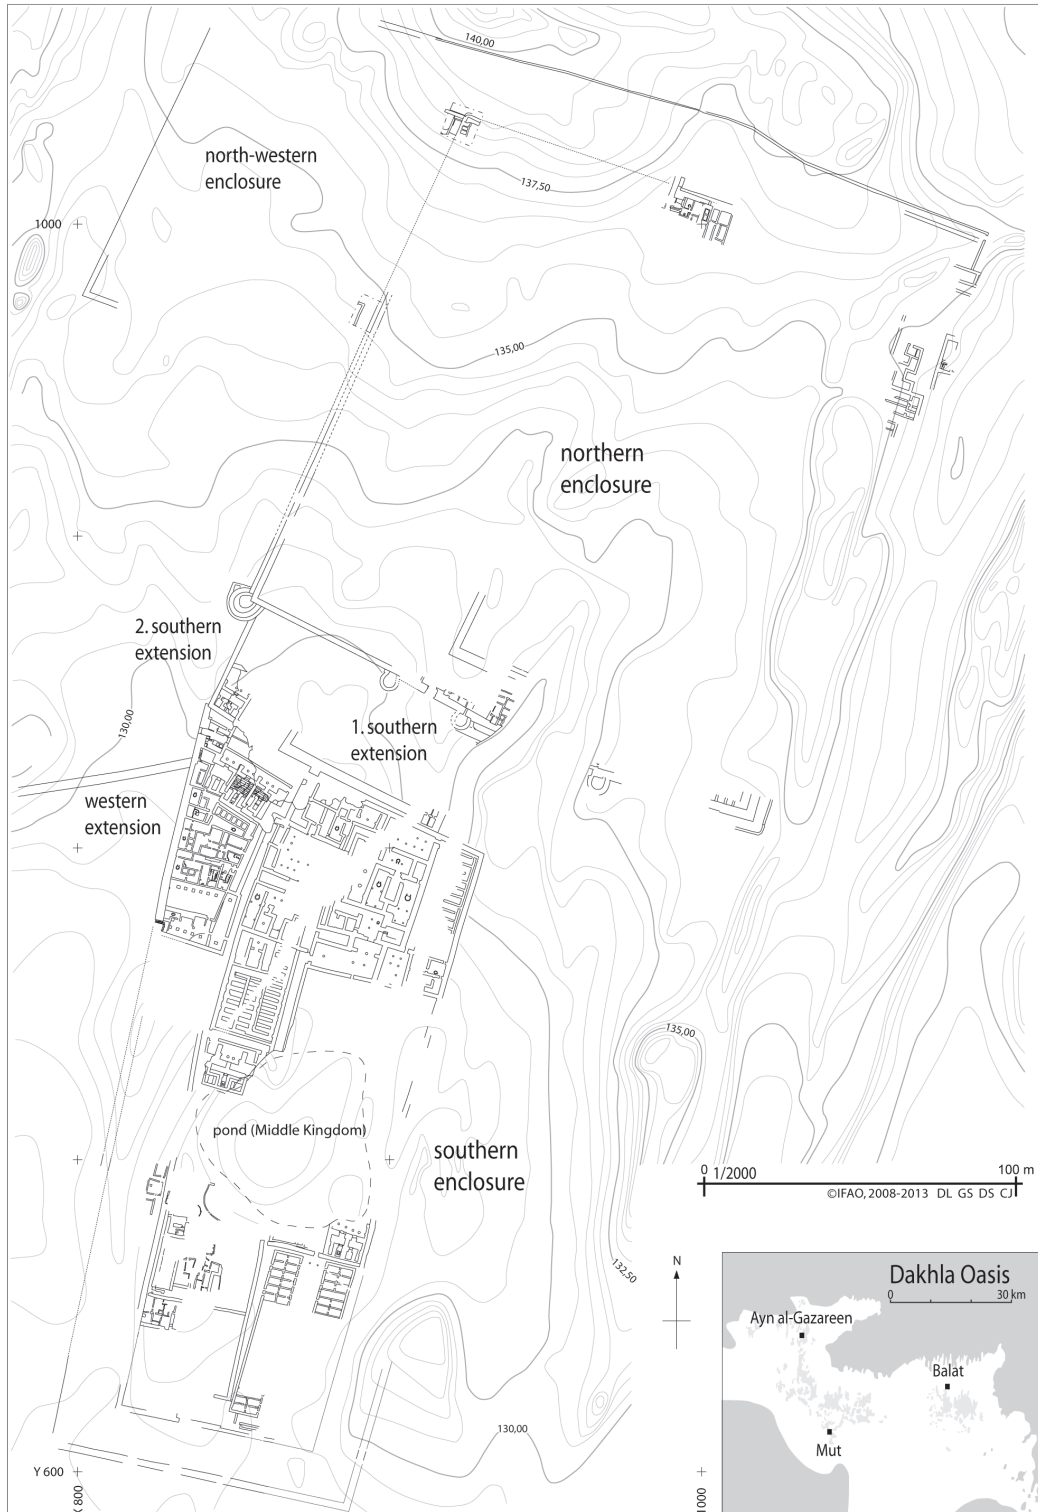 140,00
north-western
enclosure
137,50
1000
135,00
northern
enclosure
2. southern
extension
130,00
1. southern
extension
western
extension
135,00
pond (Middle Kingdom)
southern
enclosure
0 1/2000 100 m
©IFAO, 2008-2013 DL GS DS CJ
132,50
N
Dakhla Oasis
0 30 km
Ayn al-Gazareen
Balat
Mut
130,00
Y 600
X 800
1000